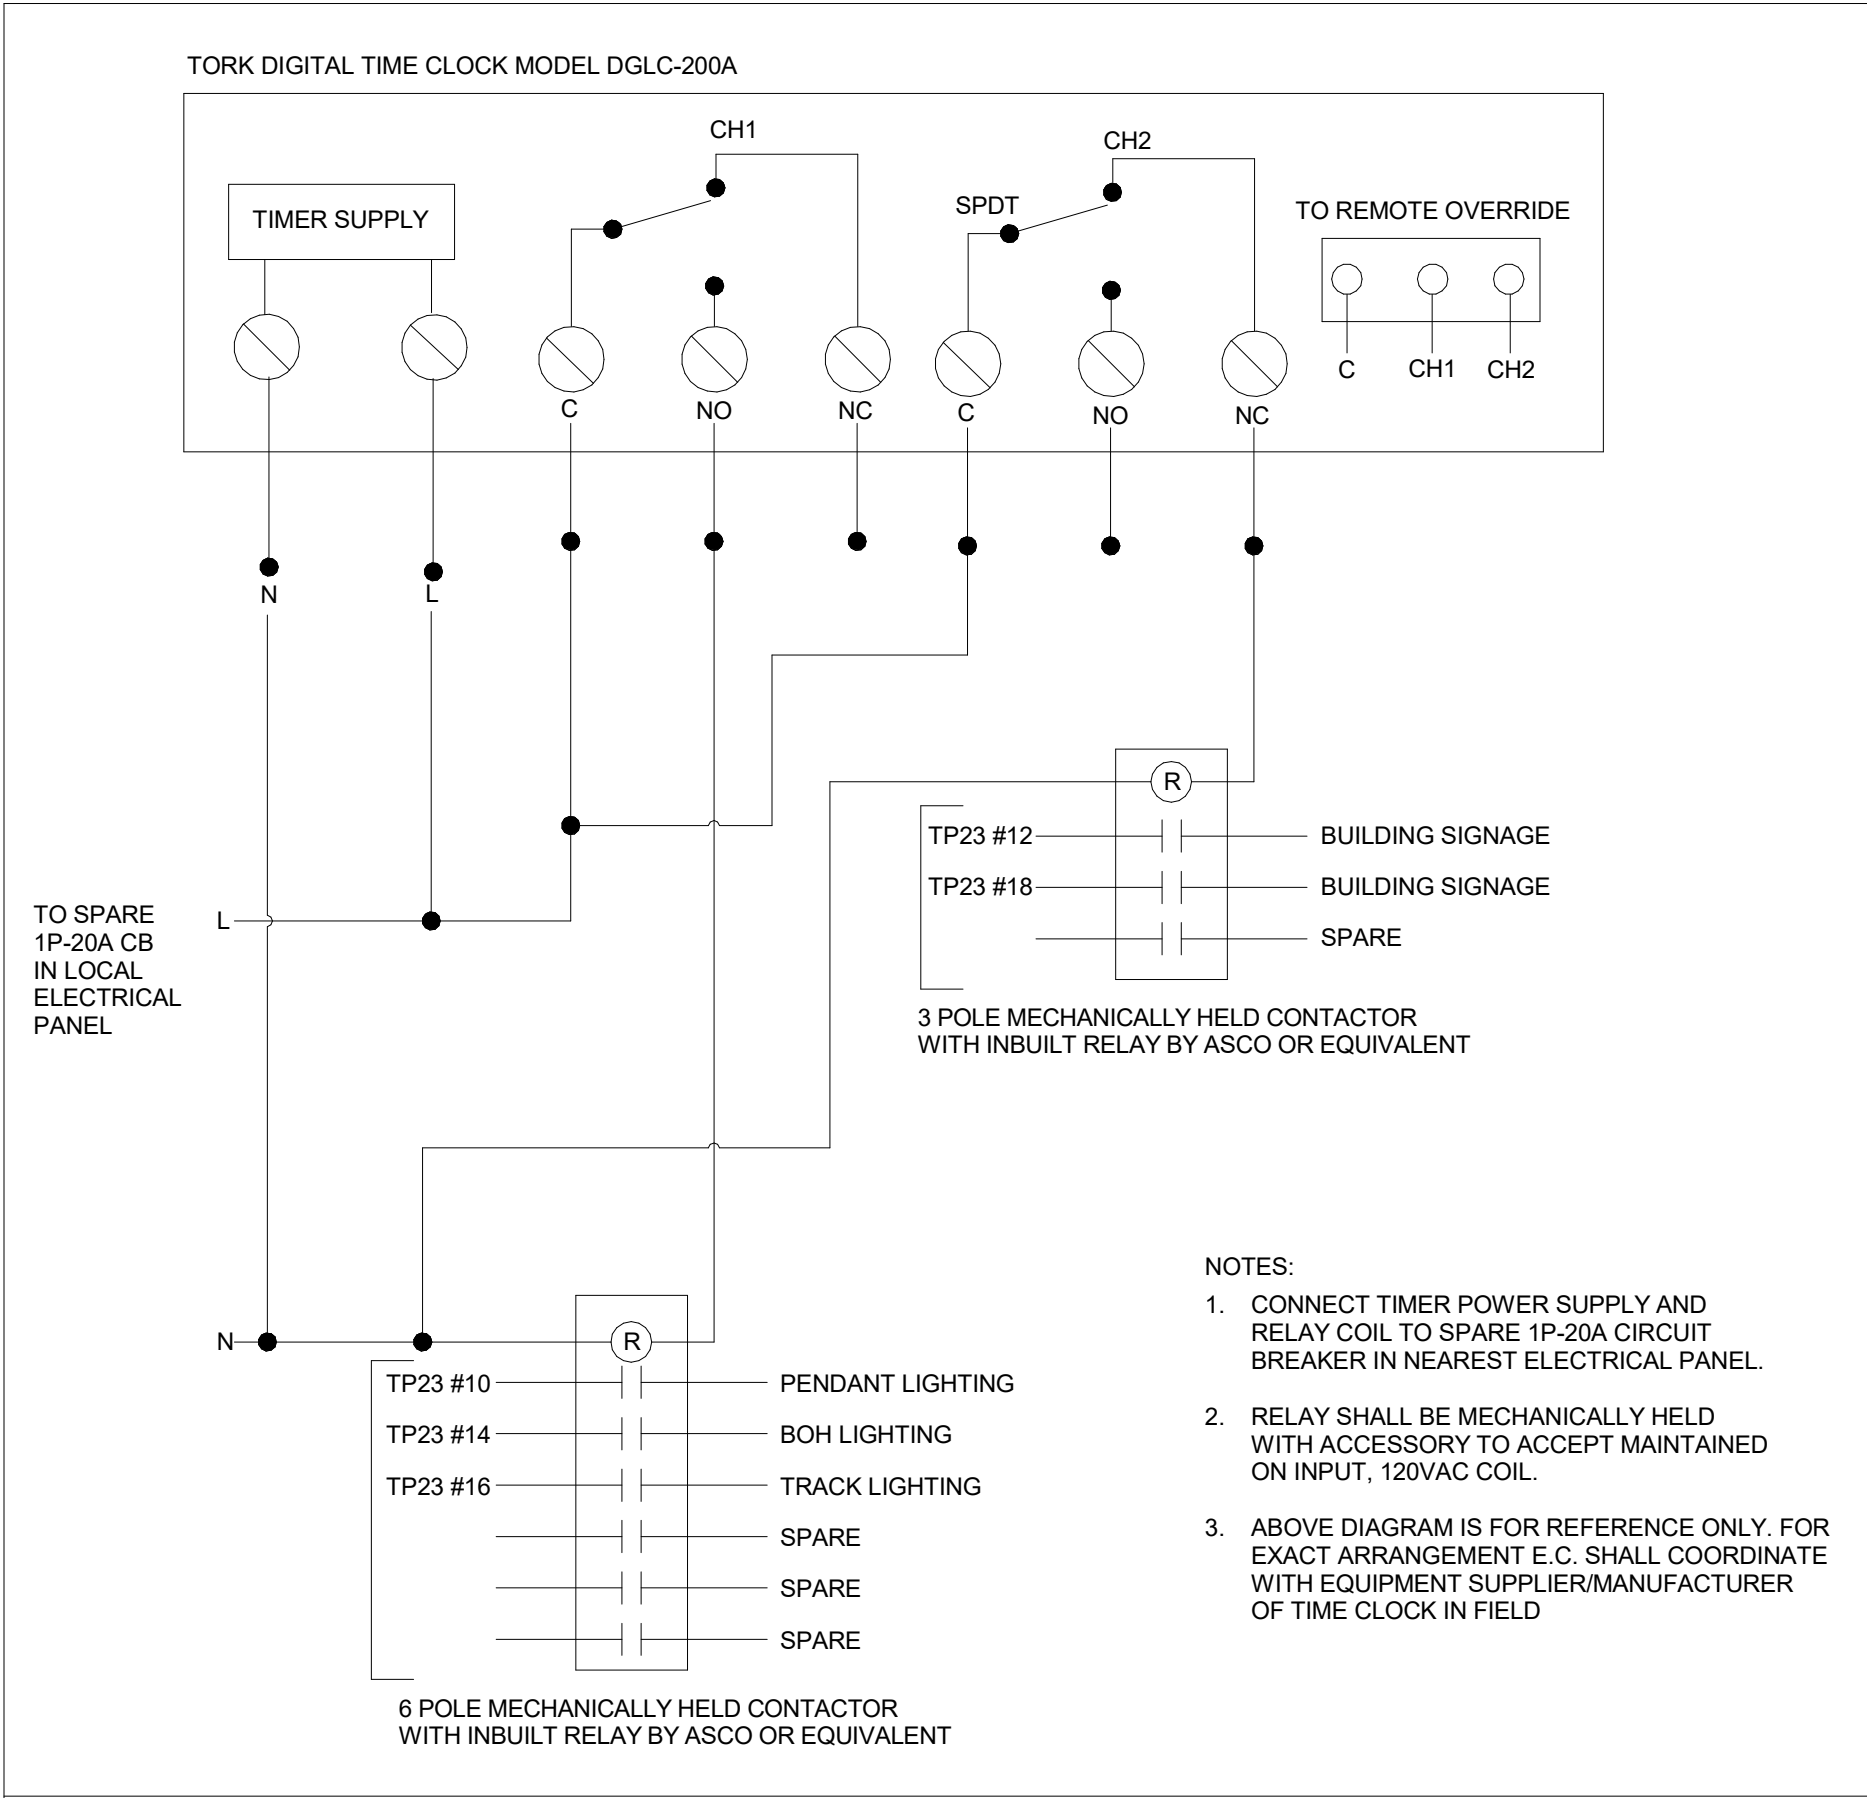 TORK DIGITAL TIME CLOCK MODEL DGLC-200A
CH1
CH2
TIMER SUPPLY
SPDT
TO REMOTE OVERRIDE
C
CH1
CH2
C
NO
NC
C
NO
NC
N
L
R
TP23 #12
BUILDING SIGNAGE
TP23 #18
BUILDING SIGNAGE
SPARE
3 POLE MECHANICALLY HELD CONTACTOR
WITH INBUILT RELAY BY ASCO OR EQUIVALENT
TO SPARE
1P-20A CB
IN LOCAL
ELECTRICAL
PANEL
L
N
R
TP23 #10
PENDANT LIGHTING
TP23 #14
BOH LIGHTING
TP23 #16
TRACK LIGHTING
SPARE
SPARE
SPARE
6 POLE MECHANICALLY HELD CONTACTOR
WITH INBUILT RELAY BY ASCO OR EQUIVALENT
NOTES:
1. CONNECT TIMER POWER SUPPLY AND
RELAY COIL TO SPARE 1P-20A CIRCUIT
BREAKER IN NEAREST ELECTRICAL PANEL.
2. RELAY SHALL BE MECHANICALLY HELD
WITH ACCESSORY TO ACCEPT MAINTAINED
ON INPUT, 120VAC COIL.
3. ABOVE DIAGRAM IS FOR REFERENCE ONLY. FOR
EXACT ARRANGEMENT E.C. SHALL COORDINATE
WITH EQUIPMENT SUPPLIER/MANUFACTURER
OF TIME CLOCK IN FIELD